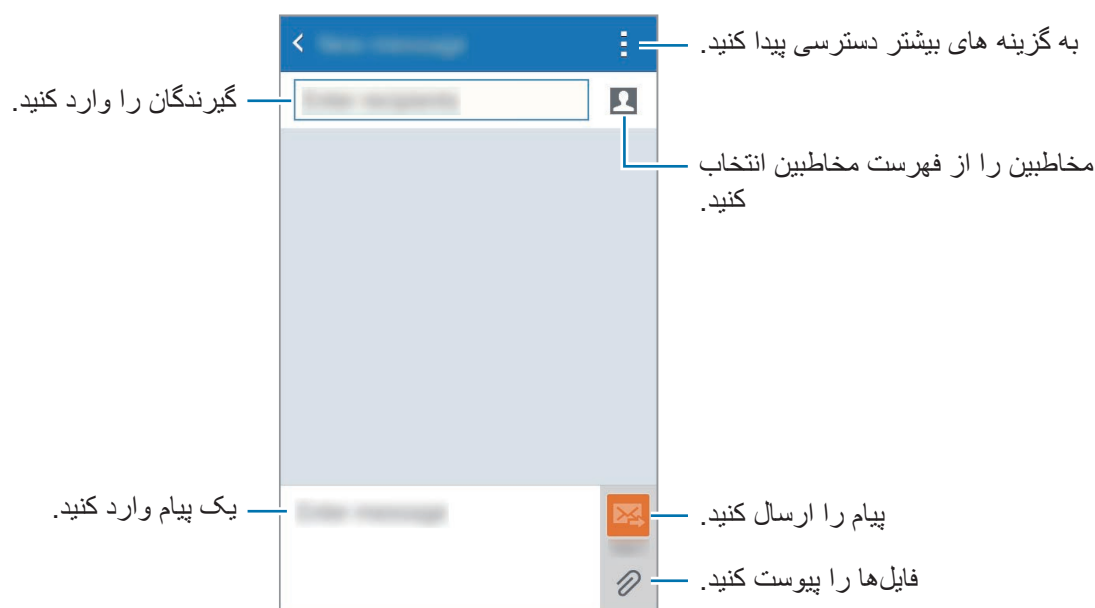 به گزینه های بیشتر دسترسی پیدا کنید.
گیرندگان را وارد کنید.
مخاطبین را از فهرست مخاطبین انتخاب
کنید.
یک پیام وارد کنید.
پیام را ارسال کنید.
فایل‌ها را پیوست کنید.